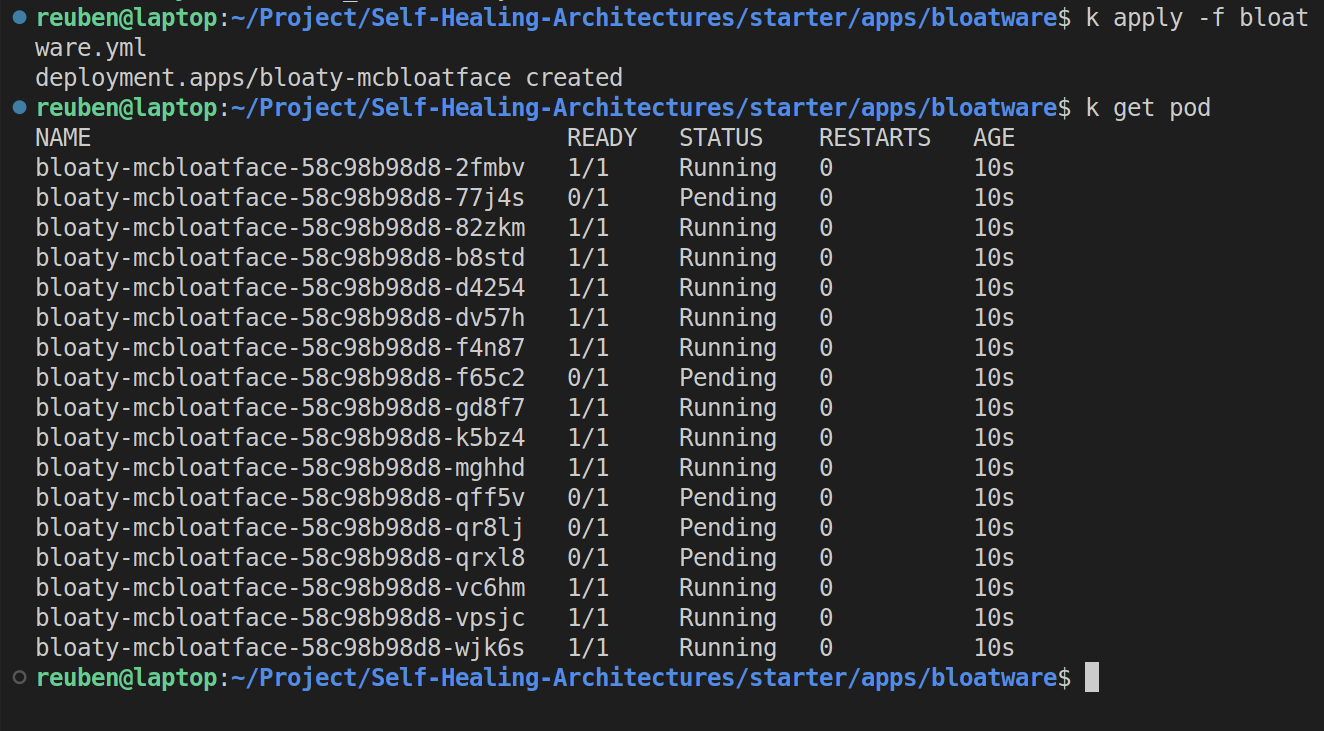 reuben@laptop:~/Project/Self-Healing-Architectures/starter/apps/bloatware$ k apply -f bloat
ware.yml
deployment.apps/bloaty-mcbloatface created
reuben@laptop:~/Project/Self-Healing-Architectures/starter/apps/bloatware$ k get pod
NAME                                  READY   STATUS    RESTARTS   AGE
bloaty-mcbloatface-58c98b98d8-2fmbv   1/1     Running   0          10s
bloaty-mcbloatface-58c98b98d8-77j4s   0/1     Pending   0          10s
bloaty-mcbloatface-58c98b98d8-82zkm   1/1     Running   0          10s
bloaty-mcbloatface-58c98b98d8-b8std   1/1     Running   0          10s
bloaty-mcbloatface-58c98b98d8-d4254   1/1     Running   0          10s
bloaty-mcbloatface-58c98b98d8-dv57h   1/1     Running   0          10s
bloaty-mcbloatface-58c98b98d8-f4n87   1/1     Running   0          10s
bloaty-mcbloatface-58c98b98d8-f65c2   0/1     Pending   0          10s
bloaty-mcbloatface-58c98b98d8-gd8f7   1/1     Running   0          10s
bloaty-mcbloatface-58c98b98d8-k5bz4   1/1     Running   0          10s
bloaty-mcbloatface-58c98b98d8-mghhd   1/1     Running   0          10s
bloaty-mcbloatface-58c98b98d8-qff5v   0/1     Pending   0          10s
bloaty-mcbloatface-58c98b98d8-qr8lj   0/1     Pending   0          10s
bloaty-mcbloatface-58c98b98d8-qrxl8   0/1     Pending   0          10s
bloaty-mcbloatface-58c98b98d8-vc6hm   1/1     Running   0          10s
bloaty-mcbloatface-58c98b98d8-vpsjc   1/1     Running   0          10s
bloaty-mcbloatface-58c98b98d8-wjk6s   1/1     Running   0          10s
reuben@laptop:~/Project/Self-Healing-Architectures/starter/apps/bloatware$